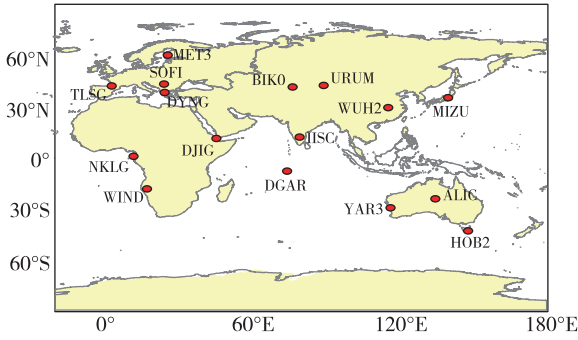 60°N
30°N
0°
30°S
60°S
MET3
SOFI
TLSG
DYNG
BIK0
URUM
WUH2
MIZU
IISC
DJIG
NKLG
DGAR
WIND
YAR3
ALIC
HOB2
0°
60°E
120°E
180°E